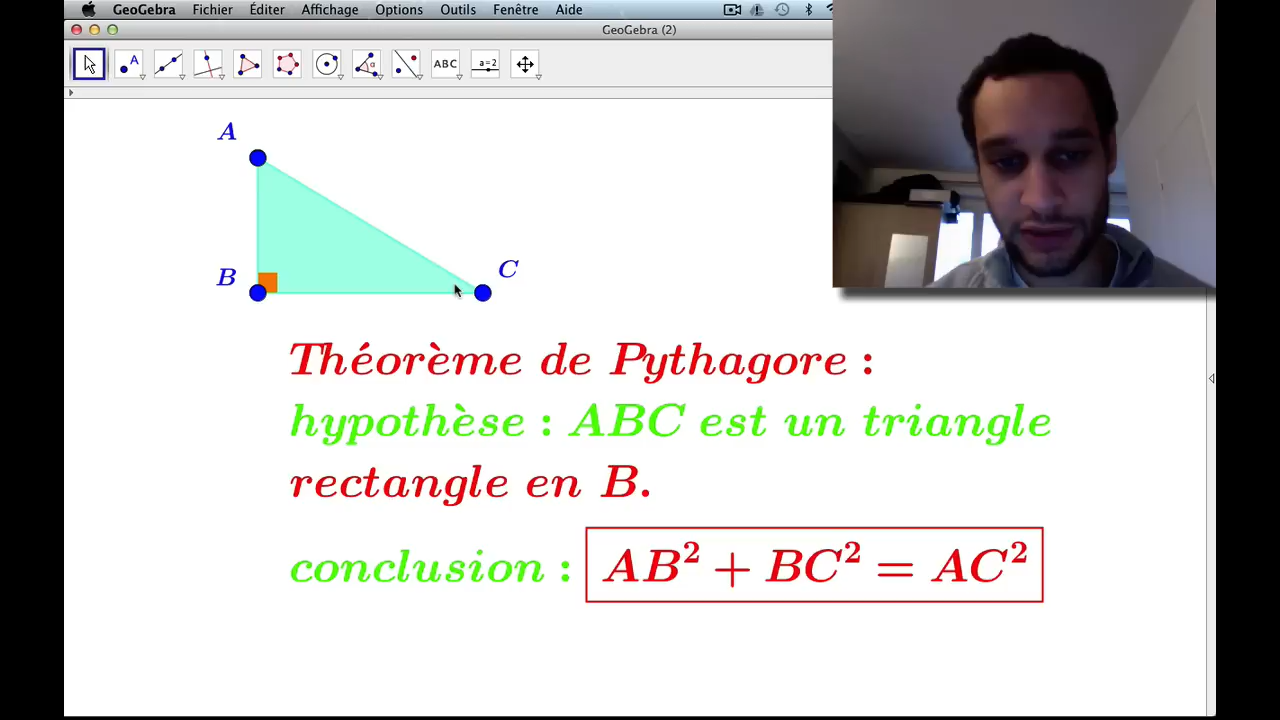 GeoGebra Fichier Éditer Affichage Options Outils Fenêtre Aide
GeoGebra (2)
A ABC a=2
A
B
C
Théorème de Pythagore :
hypothèse : ABC est un triangle
rectangle en B.
conclusion : AB² + BC² = AC²